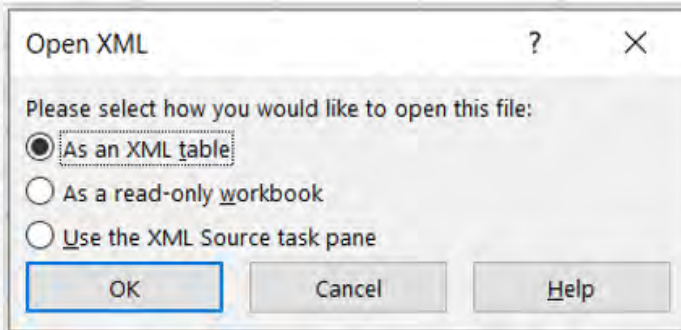 Open XML ?
Please select how you would like to open this file:
As an XML table
As a read-only workbook
Use the XML Source task pane
OK Cancel Help